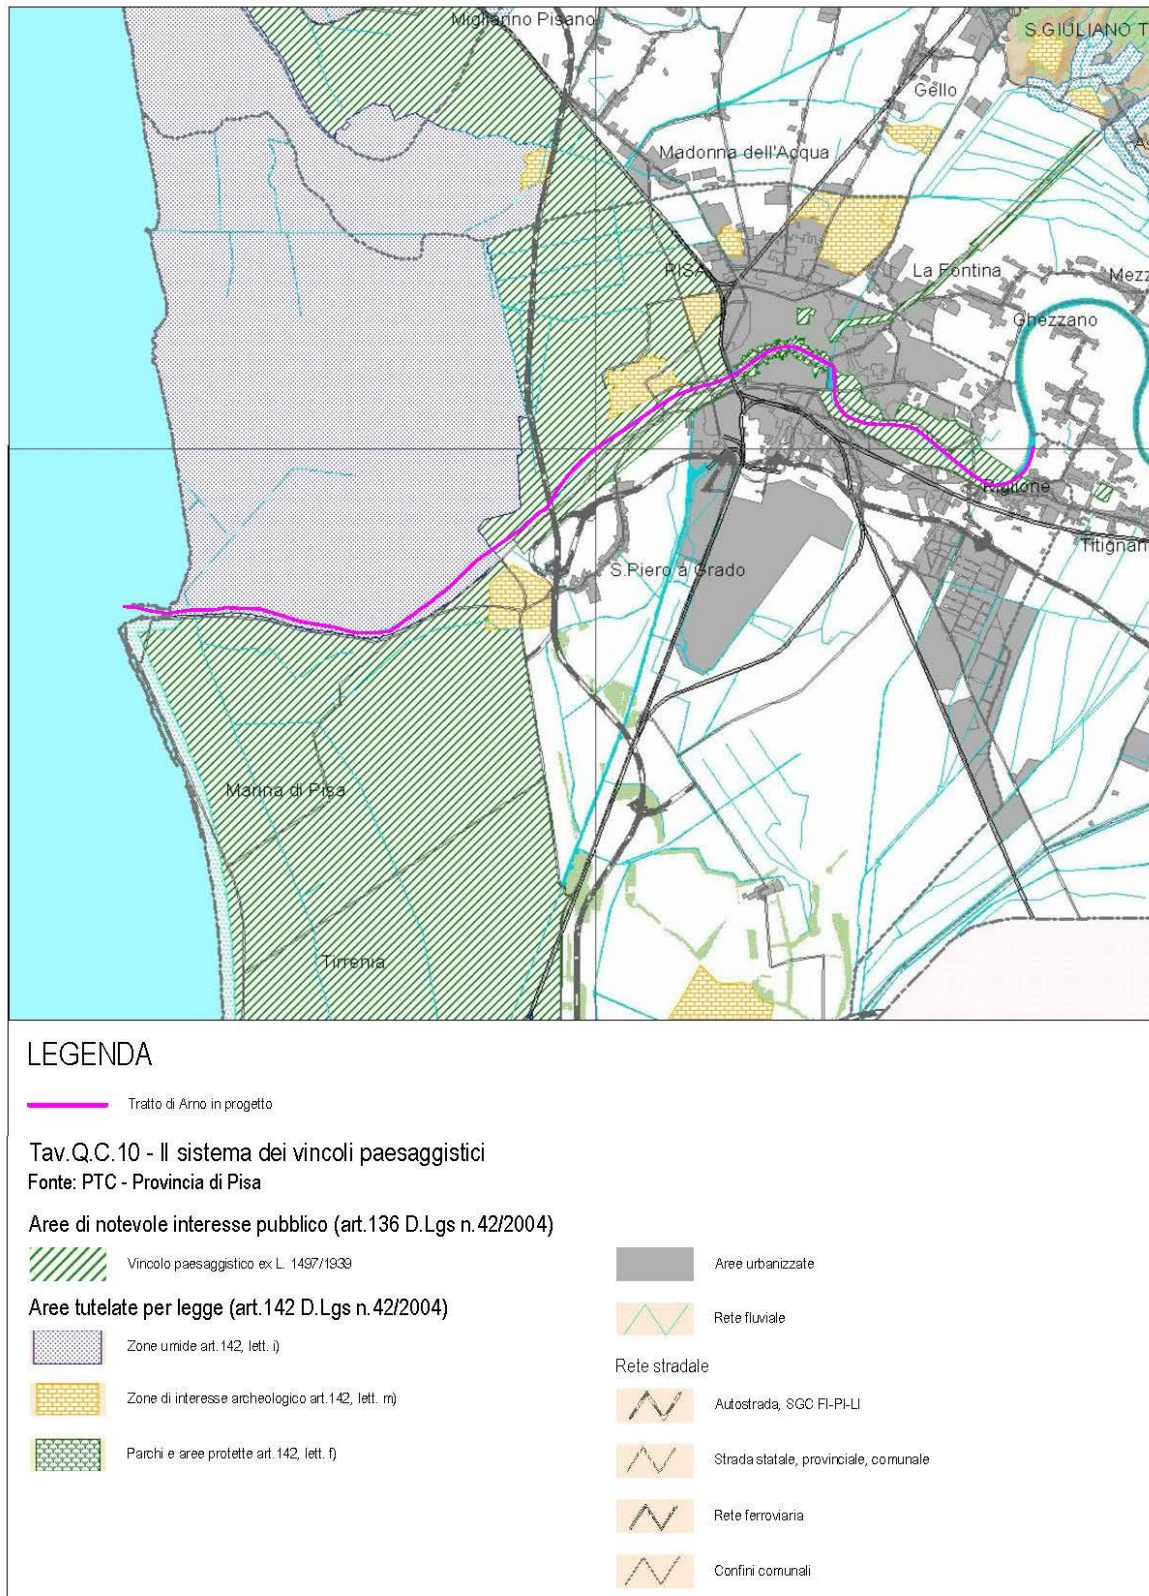 Migliarino Pisano
S.GIULIANO T
Gello
Madonna dell'Acqua
PISA
La Fontina
Mezz
Ghezzano
Riglione
Titignan
S.Piero a Grado
Marina di Pisa
Tirrenia
LEGENDA
Tratto di Arno in progetto
Tav.Q.C.10 - Il sistema dei vincoli paesaggistici
Fonte: PTC - Provincia di Pisa
Aree di notevole interesse pubblico (art.136 D.Lgs n.42/2004)
Vincolo paesaggistico ex L. 1497/1939
Aree tutelate per legge (art.142 D.Lgs n.42/2004)
Zone umide art.142, lett. i)
Zone di interesse archeologico art.142, lett. m)
Parchi e aree protette art.142, lett. f)
Aree urbanizzate
Rete fluviale
Rete stradale
Autostrada, SGC FI-PI-LI
Strada statale, provinciale, comunale
Rete ferroviaria
Confini comunali